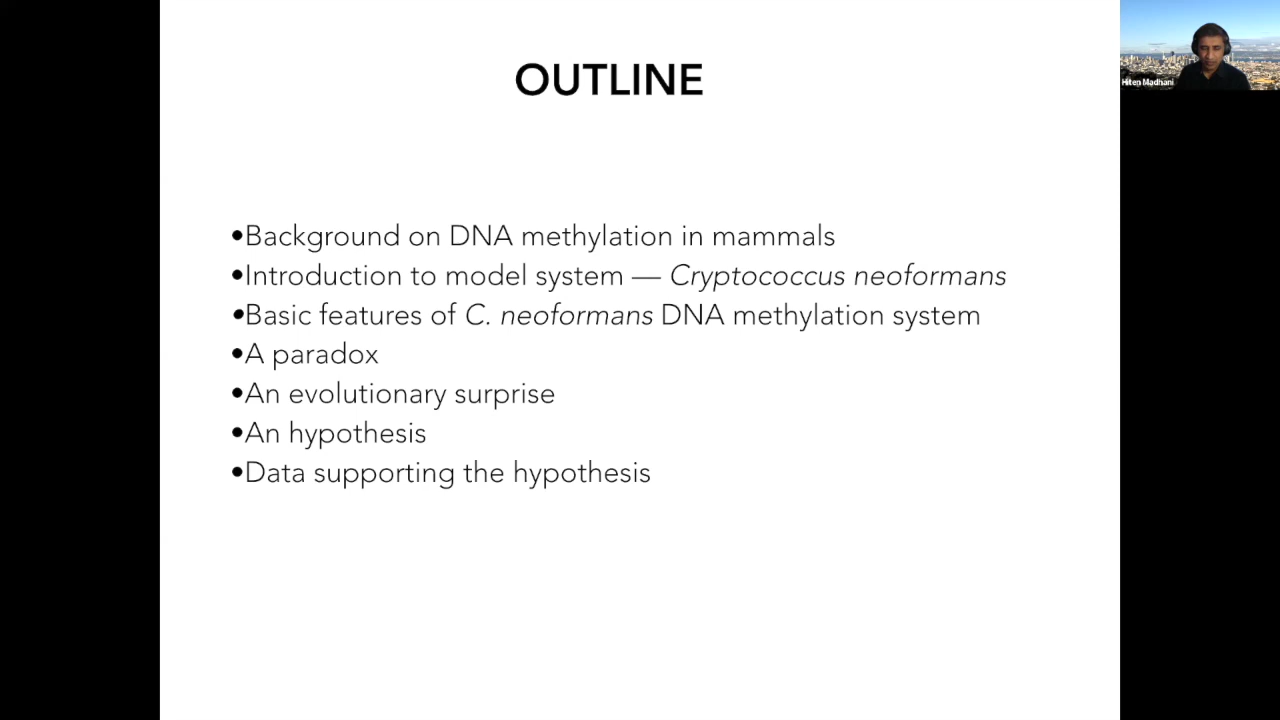 OUTLINE
Hiten Madhani
•Background on DNA methylation in mammals
•Introduction to model system — Cryptococcus neoformans
•Basic features of C. neoformans DNA methylation system
•A paradox
•An evolutionary surprise
•An hypothesis
•Data supporting the hypothesis